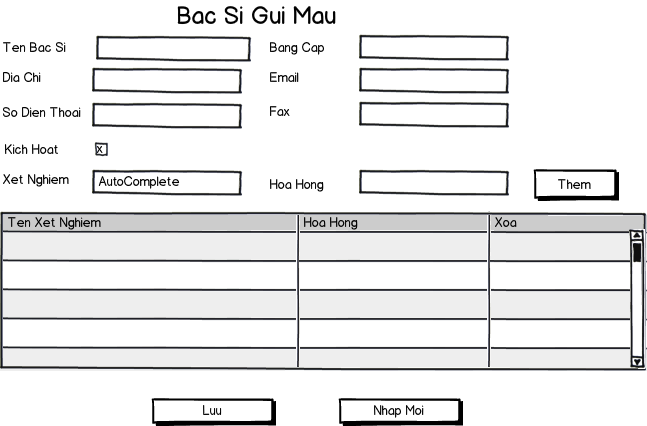 Bac Si Gui Mau
Ten Bac Si
Bang Cap
Dia Chi
Email
So Dien Thoai
Fax
Kich Hoat
X
Xet Nghiem
AutoComplete
Hoa Hong
Them
Ten Xet Nghiem
Hoa Hong
Xoa
Luu
Nhap Moi